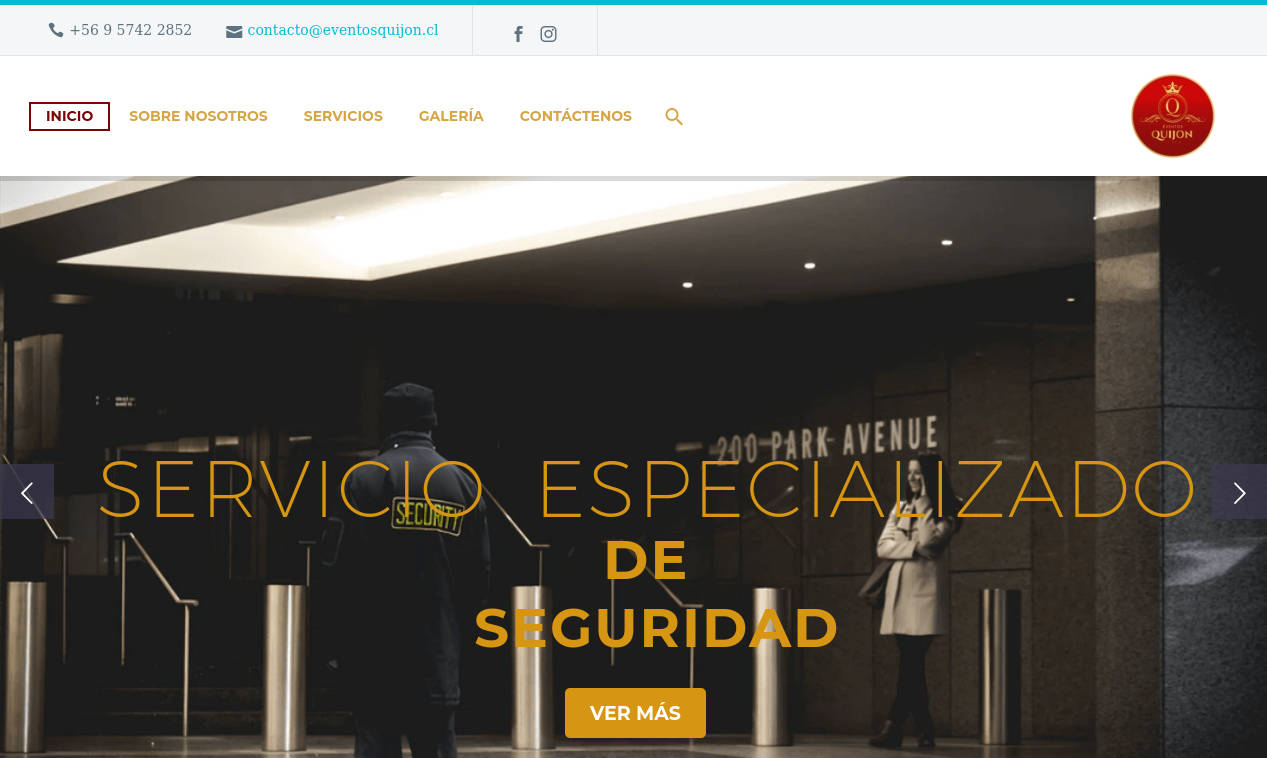 +56 9 5742 2852
contacto@eventosquijon.cl
INICIO
SOBRE NOSOTROS
SERVICIOS
GALERÍA
CONTÁCTENOS
Q
EVENTOS
QUIJON
200 PARK AVENUE
SERVICIO ESPECIALIZADO
SECURITY
DE
SEGURIDAD
VER MÁS